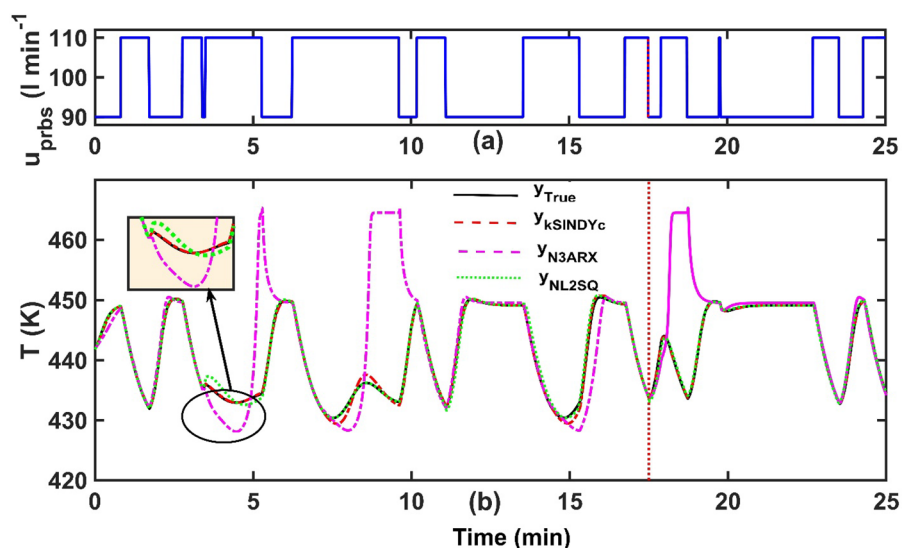 u_prbs (l min^-1)
110
100
90
0 5 10 15 20 25
(a)
T (K)
460
450
440
430
420
y_True
y_kSINDYc
y_N3ARX
y_NL2SQ
0 5 10 15 20 25
(b)
Time (min)